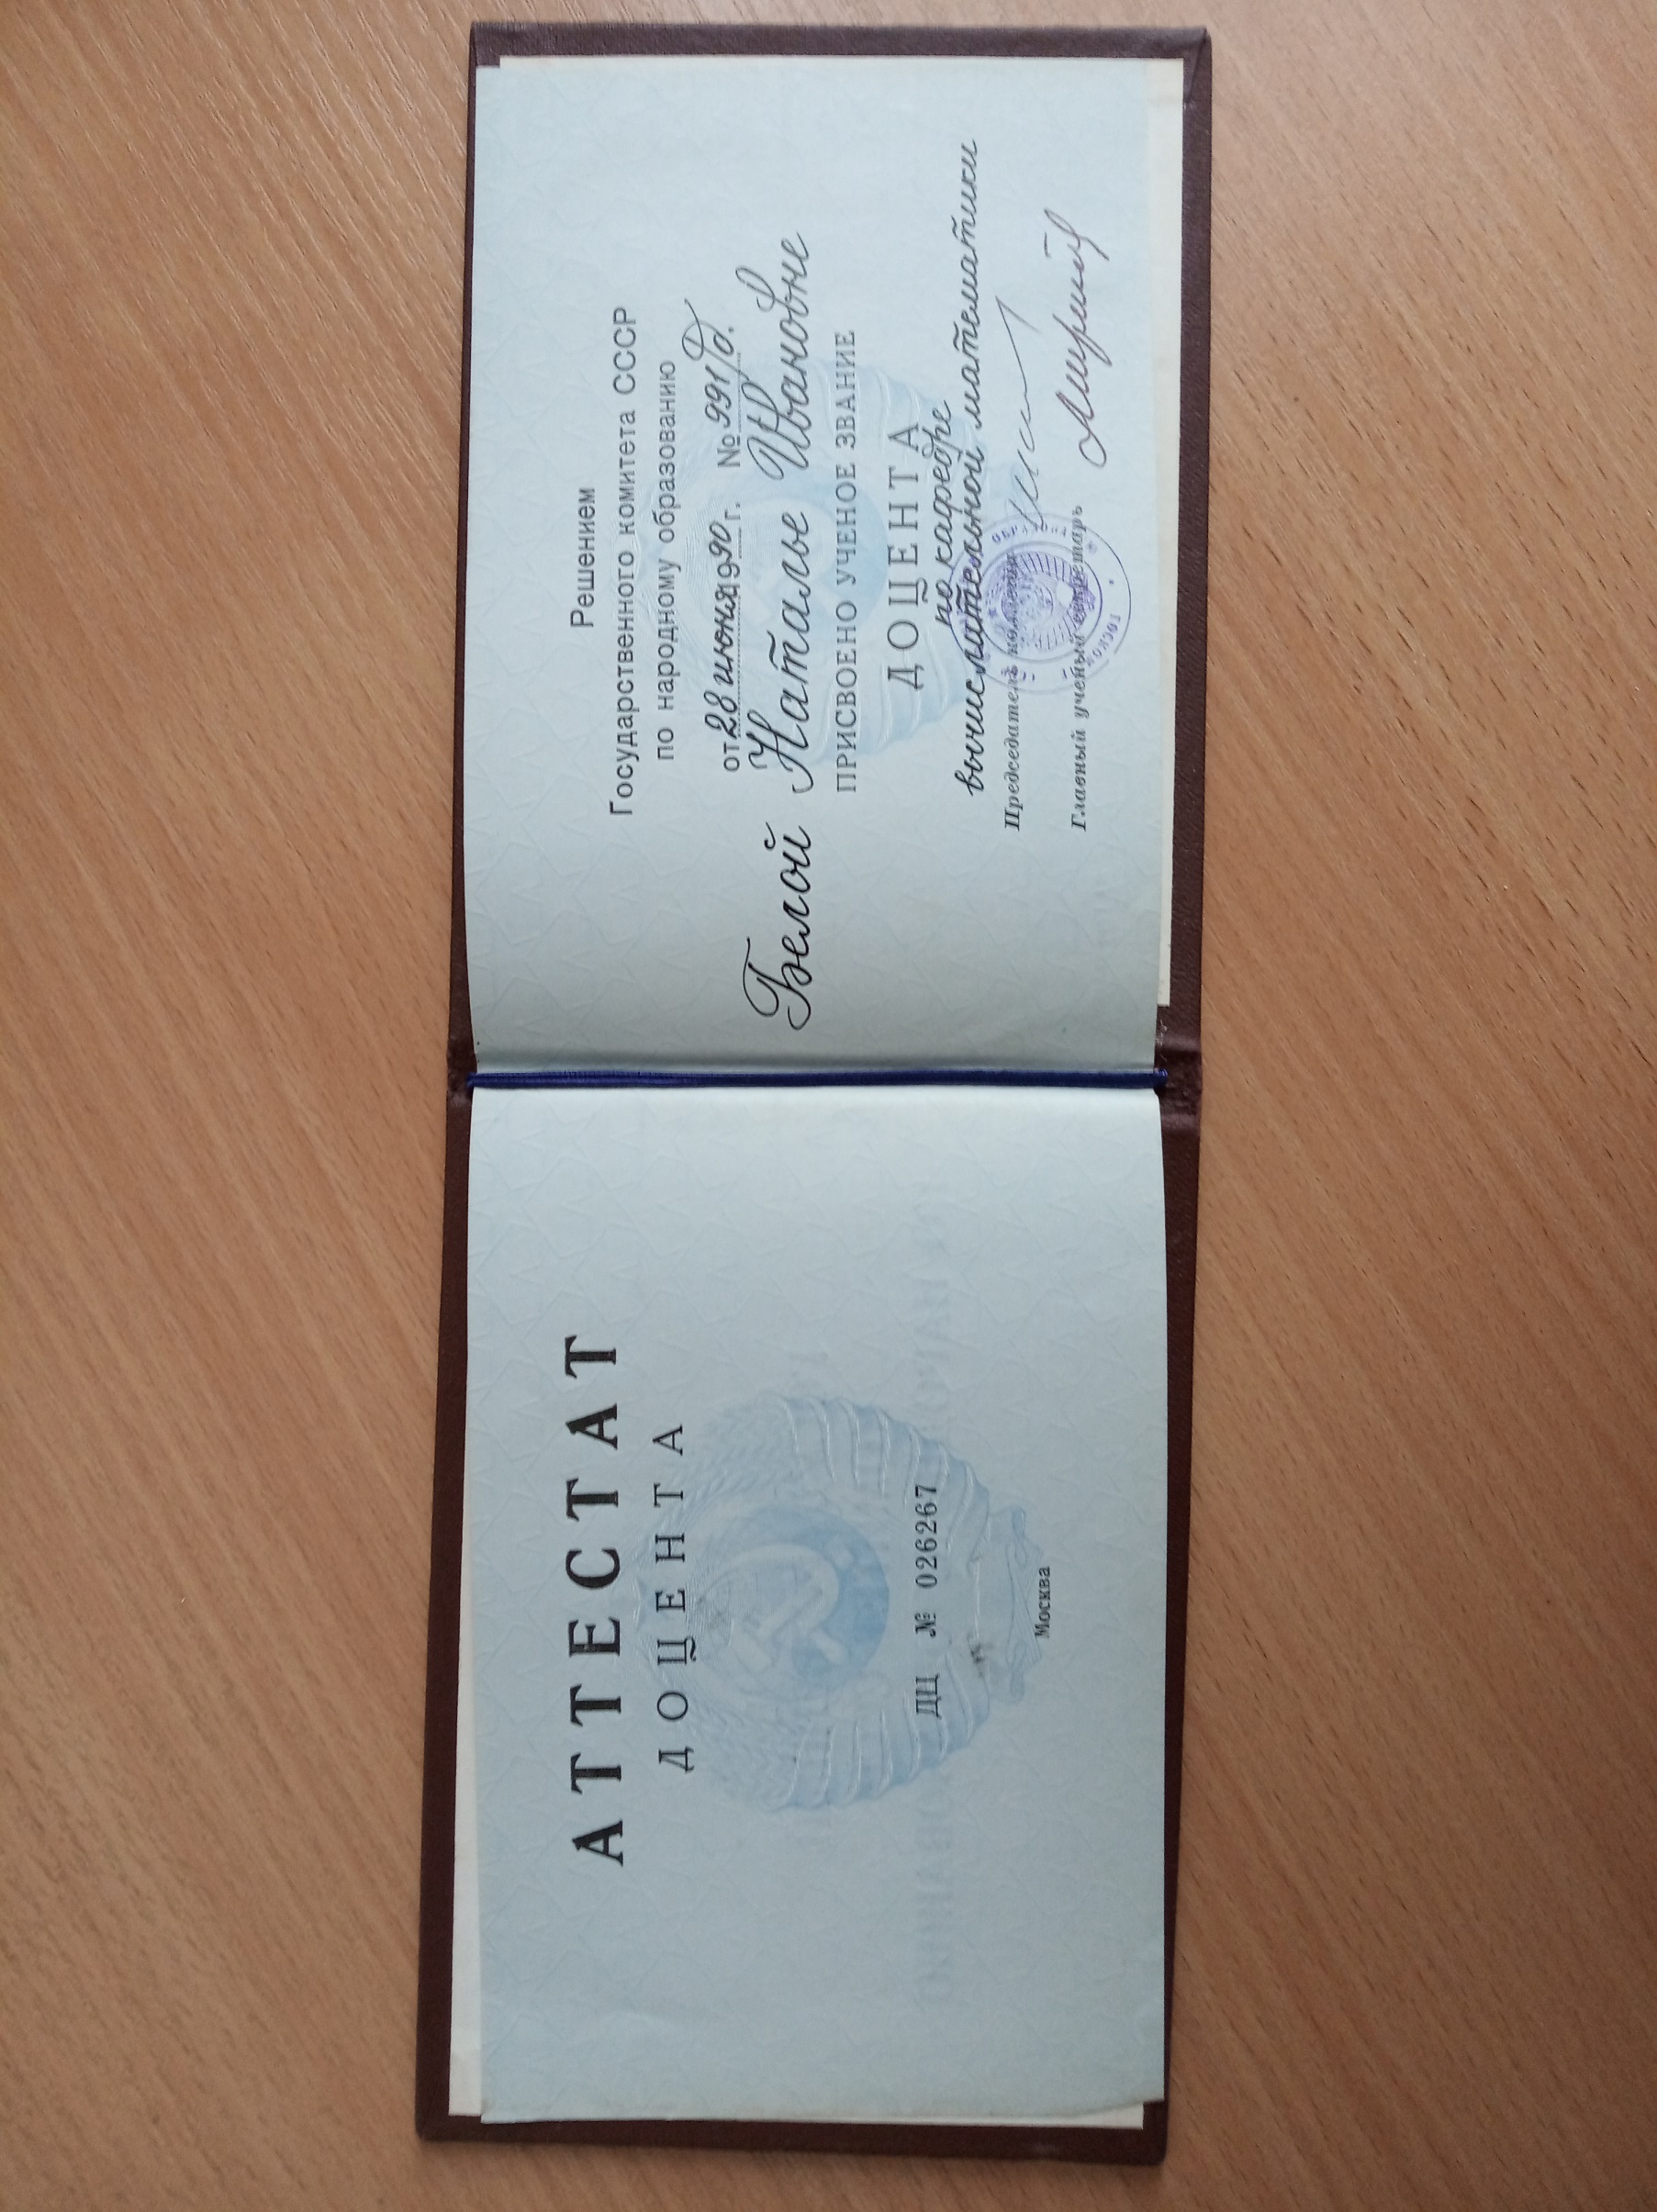 АТТЕСТАТ
ДОЦЕНТА
ДЦ № 026267
Москва
Решением
Государственного комитета СССР
по народному образованию
от 28 июня 1990 г. № 991/д.
Белой Наталье Ивановне
ПРИСВОЕНО УЧЕНОЕ ЗВАНИЕ
ДОЦЕНТА
по кафедре
вычислительной математики
Председатель коллегии
Главный ученый секретарь